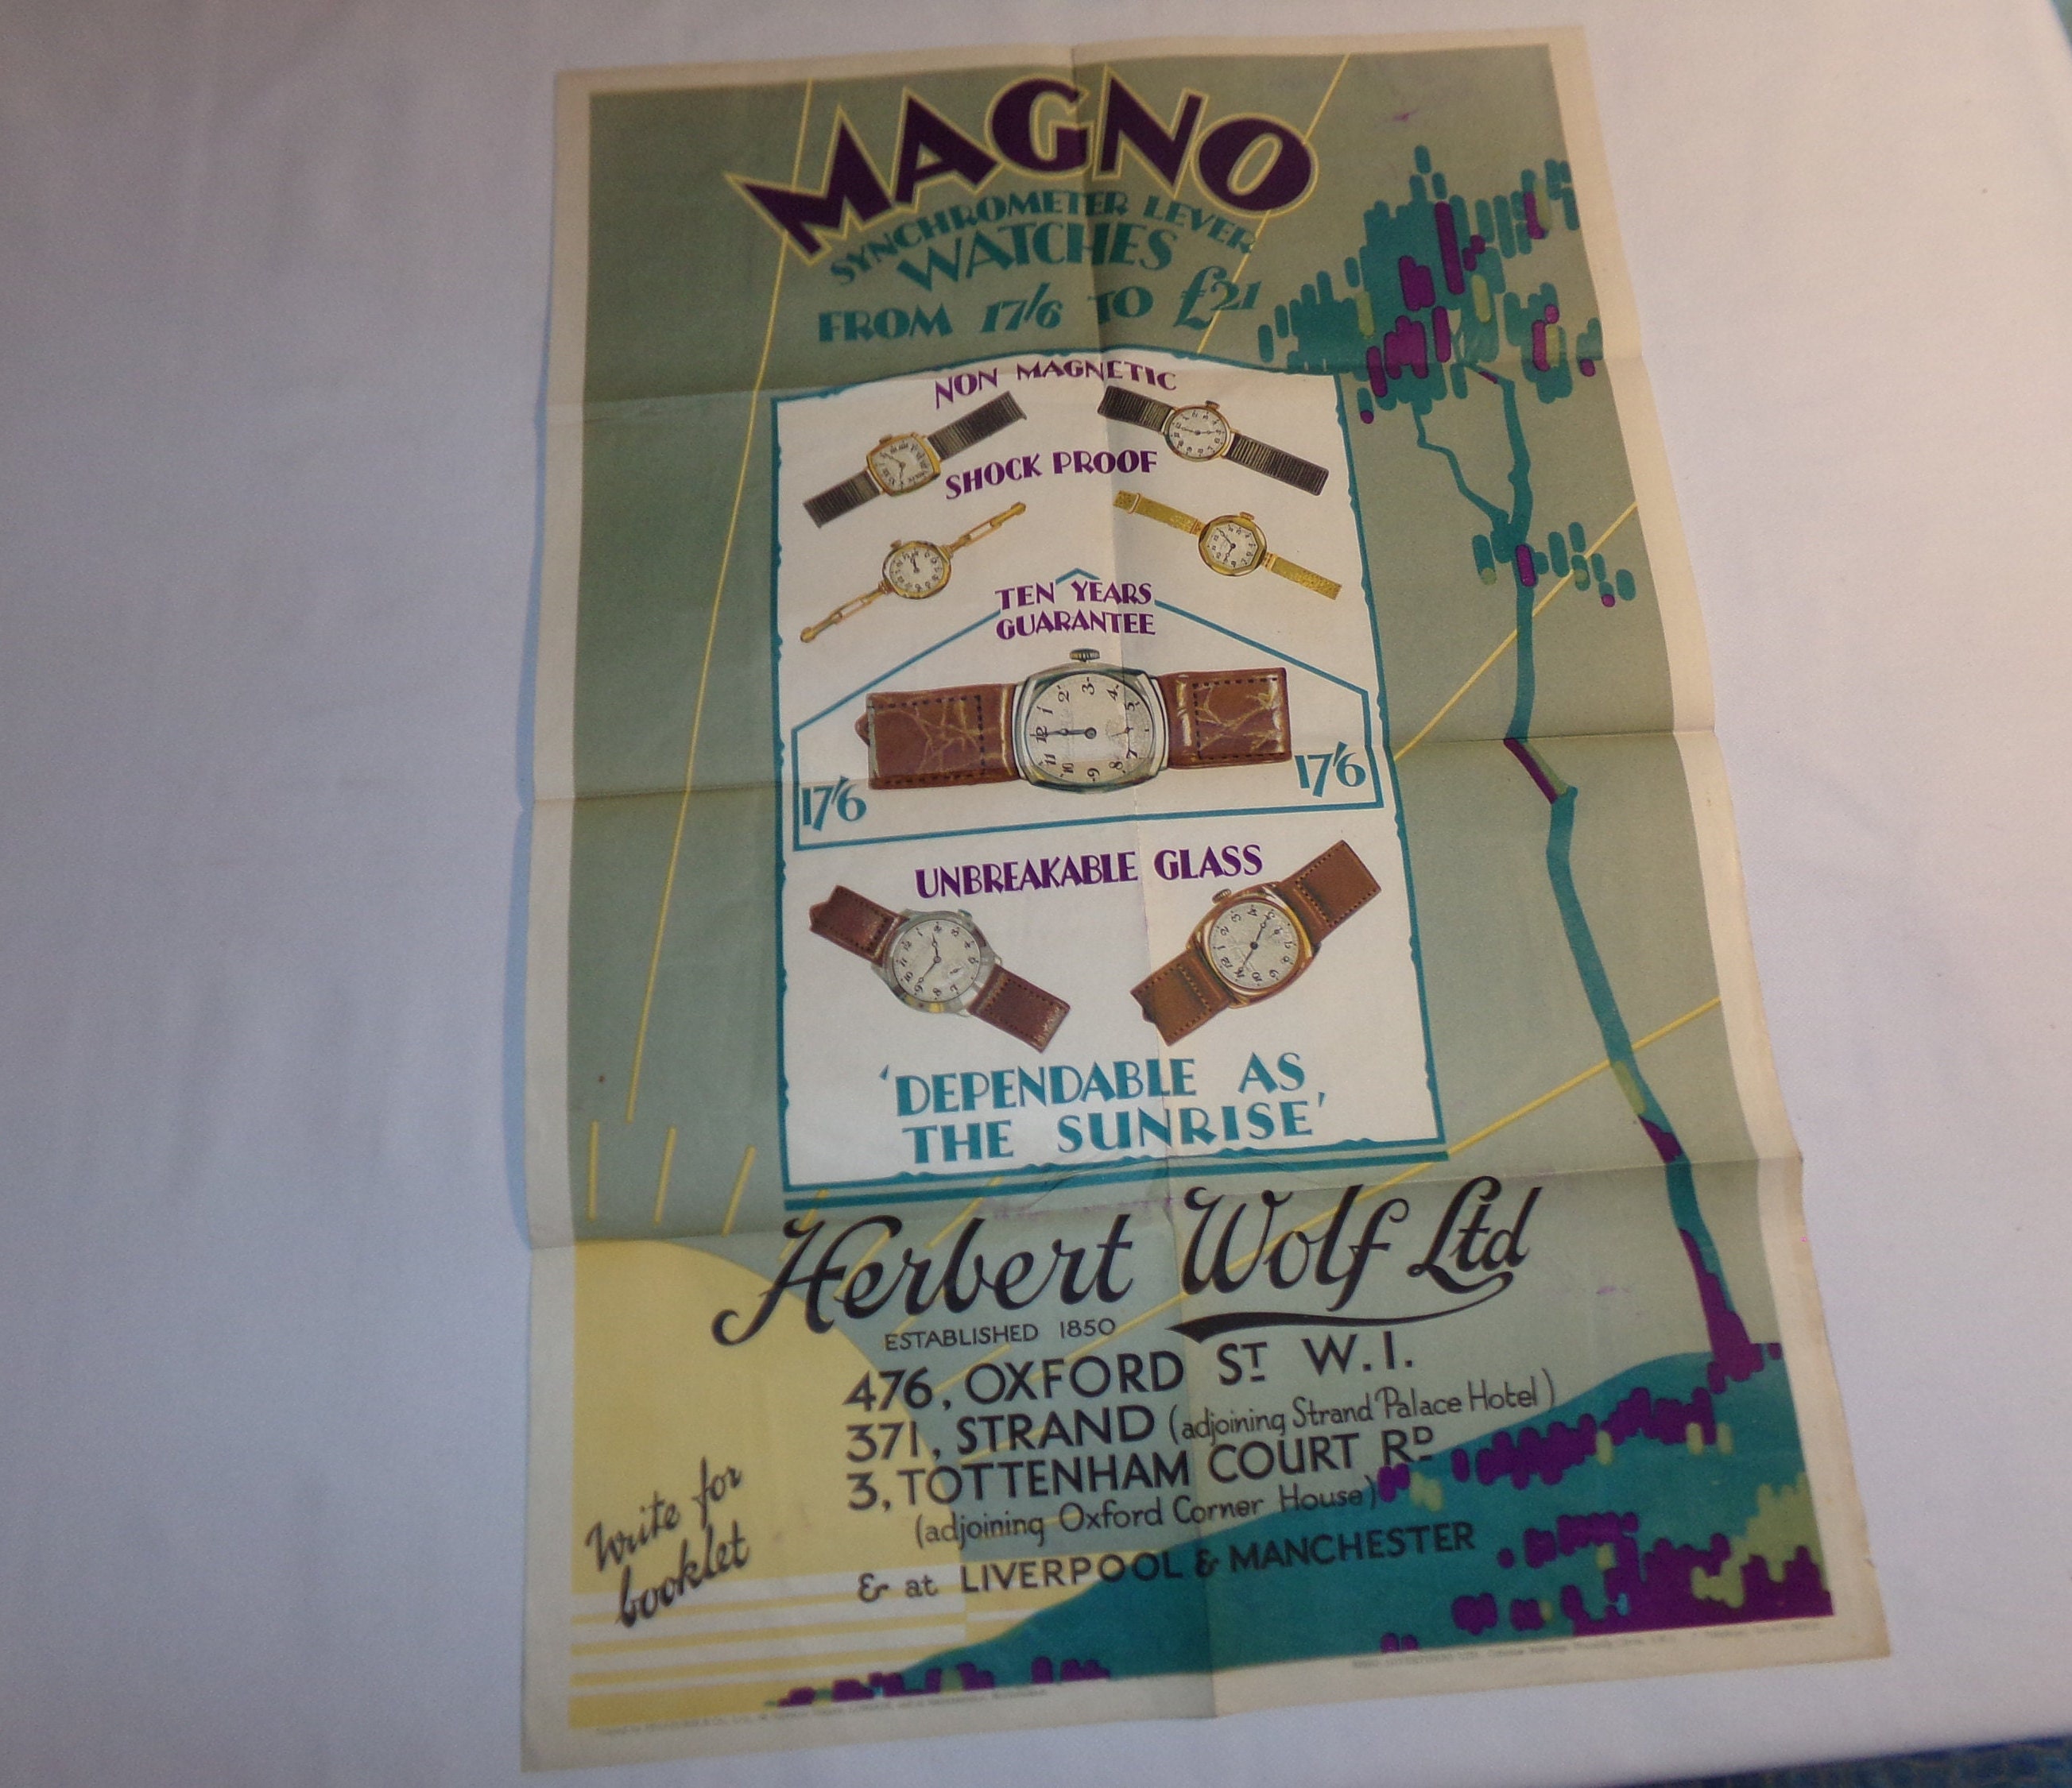 MAGNO
SYNCHROMETER LEVER
WATCHES
FROM 17/6 TO £21
NON MAGNETIC
SHOCK PROOF
TEN YEARS
GUARANTEE
17/6
17/6
UNBREAKABLE GLASS
'DEPENDABLE AS
THE SUNRISE'
Herbert Wolf Ltd
ESTABLISHED 1850
476, OXFORD ST W.1.
371, STRAND (adjoining Strand Palace Hotel)
3, TOTTENHAM COURT RD
(adjoining Oxford Corner House)
& at LIVERPOOL & MANCHESTER
Write for
booklet